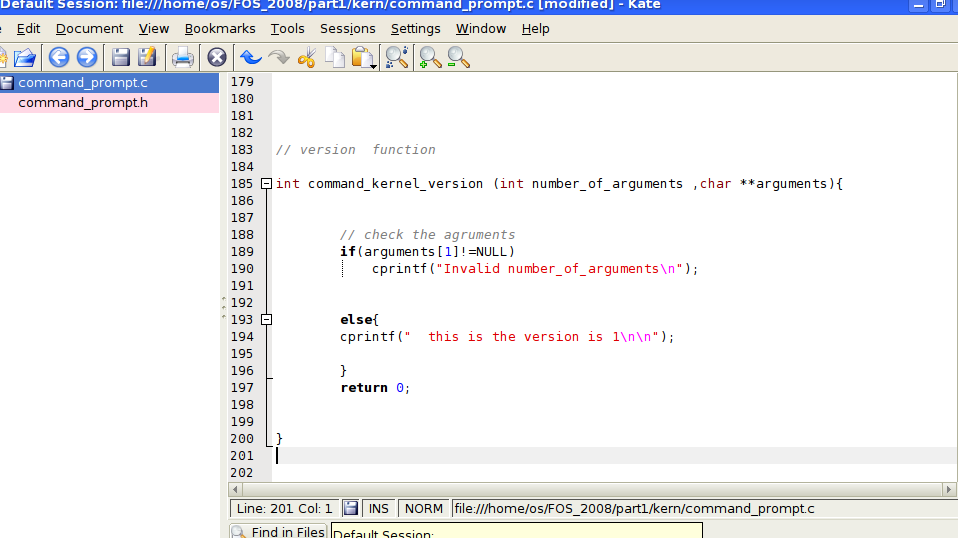 Default Session: file:///home/os/FOS_2008/part1/kern/command_prompt.c [modified] - Kate
Edit Document View Bookmarks Tools Sessions Settings Window Help
command_prompt.c
command_prompt.h
179
180
181
182
183 // version  function
184
185 int command_kernel_version (int number_of_arguments ,char **arguments){
186
187
188 // check the agruments
189 if(arguments[1]!=NULL)
190 cprintf("Invalid number_of_arguments\n");
191
192
193 else{
194 cprintf("  this is the version is 1\n\n");
195
196 }
197 return 0;
198
199
200 }
201
202
Line: 201 Col: 1 INS NORM file:///home/os/FOS_2008/part1/kern/command_prompt.c
Find in Files Default Session: